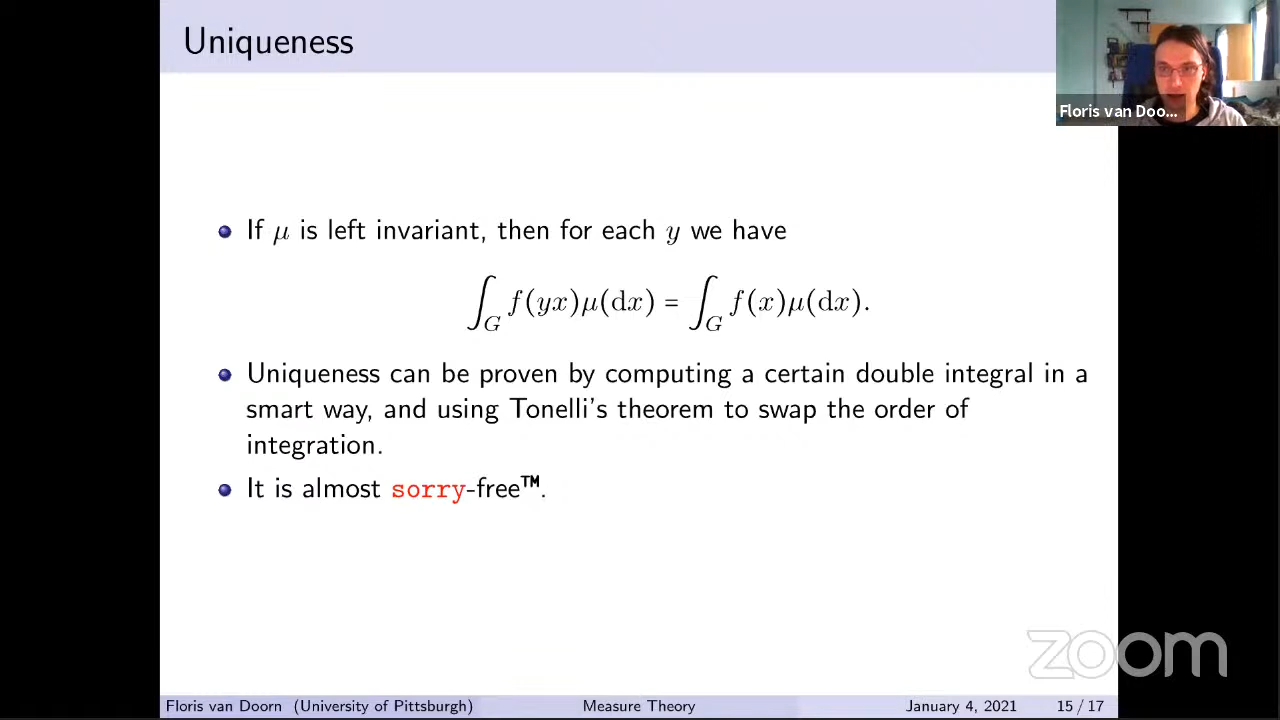 Uniqueness
Floris van Doo...
If μ is left invariant, then for each y we have
∫_G f(yx)μ(dx) = ∫_G f(x)μ(dx).
Uniqueness can be proven by computing a certain double integral in a
smart way, and using Tonelli's theorem to swap the order of
integration.
It is almost sorry-free™.
zoom
Floris van Doorn (University of Pittsburgh) Measure Theory January 4, 2021 15 / 17